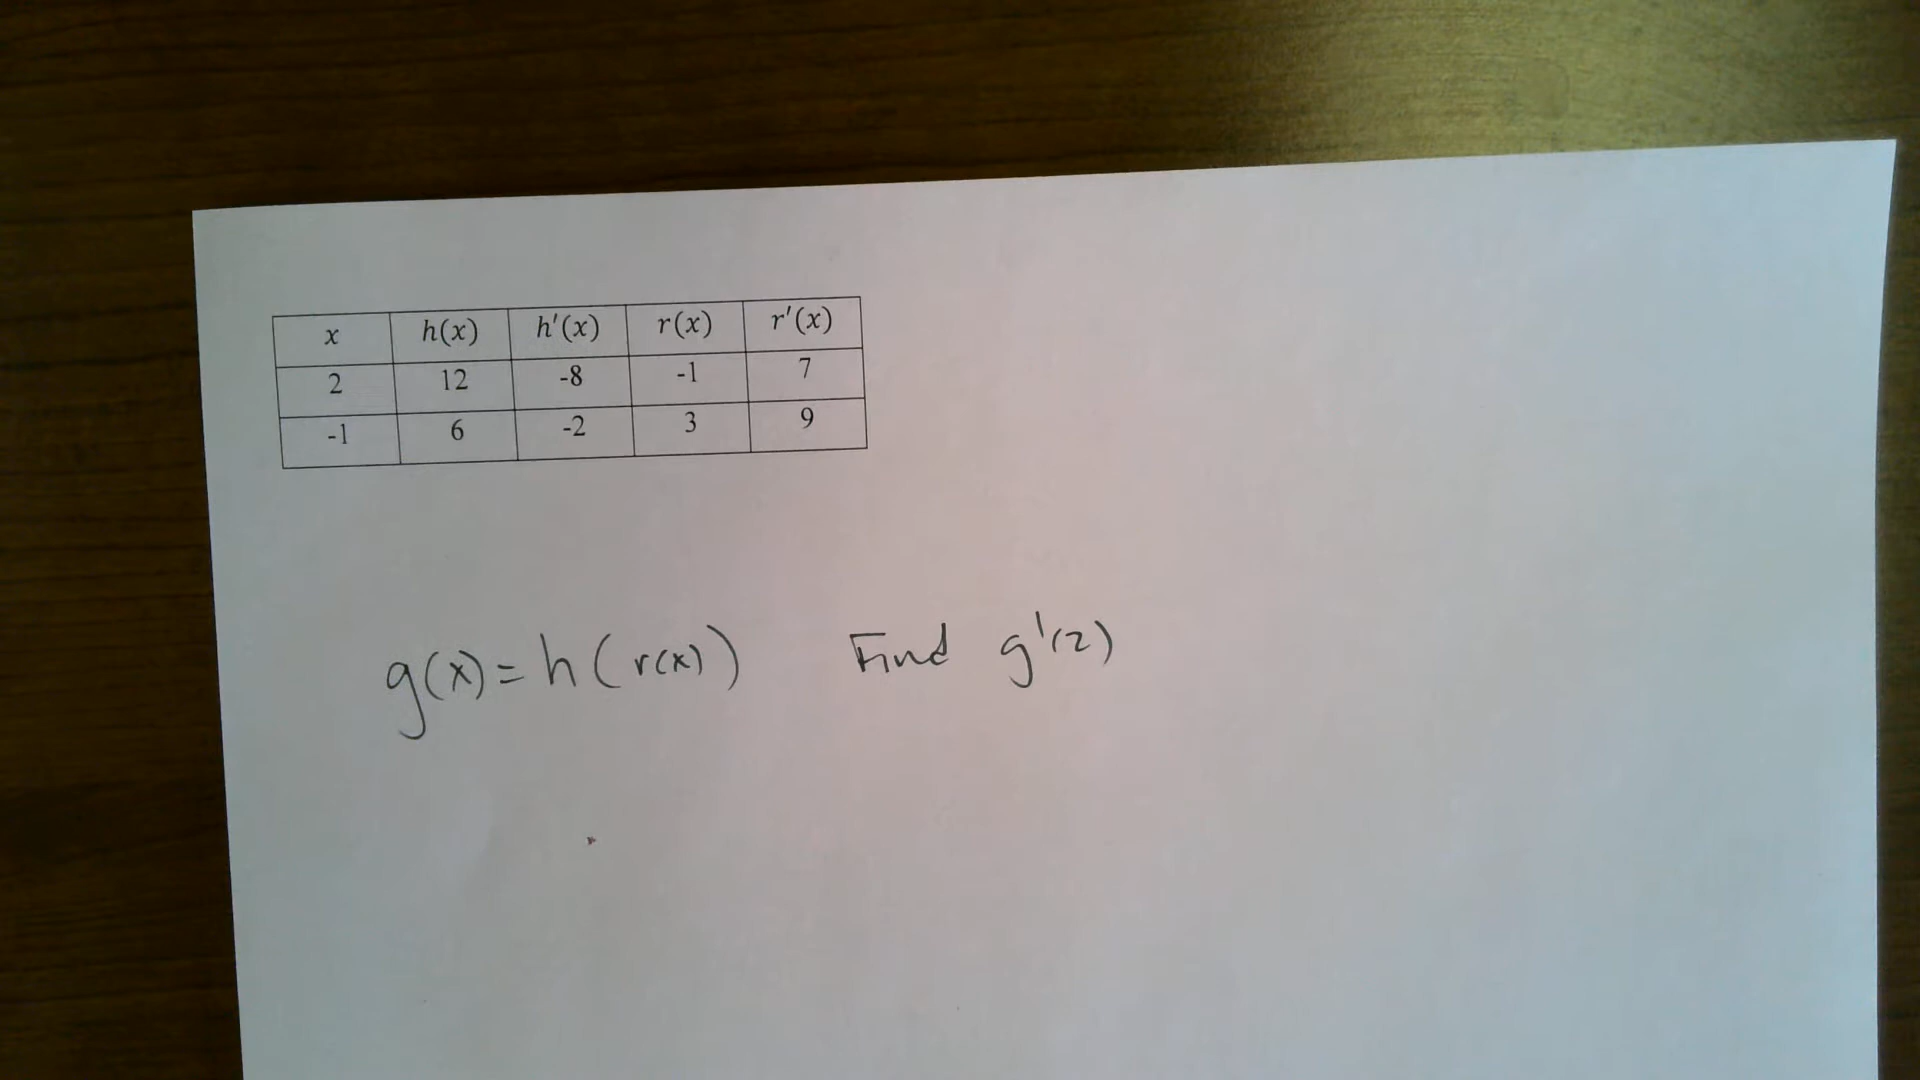 x h(x) h'(x) r(x) r'(x)
2 12 -8 -1 7
-1 6 -2 3 9
g(x) = h(r(x)) Find g'(2)